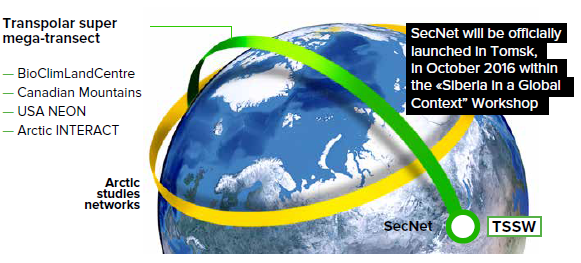 Transpolar super
mega-transect
— BioClimLandCentre
— Canadian Mountains
— USA NEON
— Arctic INTERACT
Arctic
studies
networks
SecNet will be officially
launched in Tomsk,
in October 2016 within
the «Siberia in a Global
Context” Workshop
SecNet
TSSW